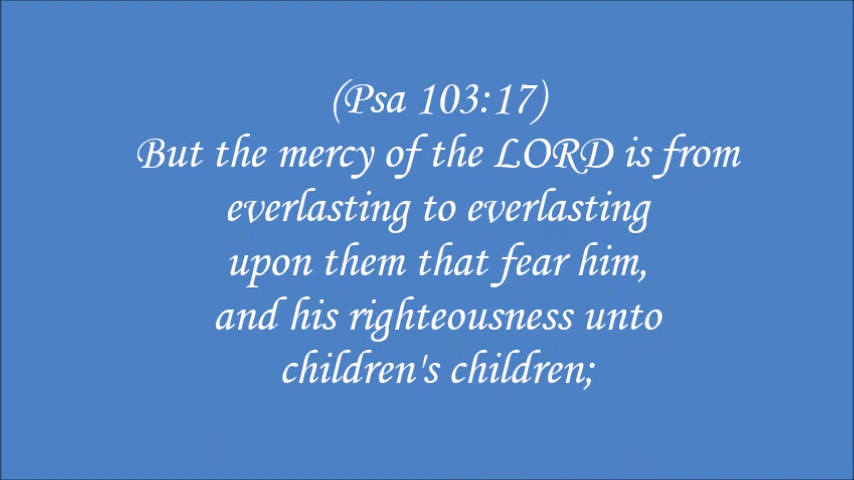 (Psa 103:17)
But the mercy of the LORD is from
everlasting to everlasting
upon them that fear him,
and his righteousness unto
children's children;